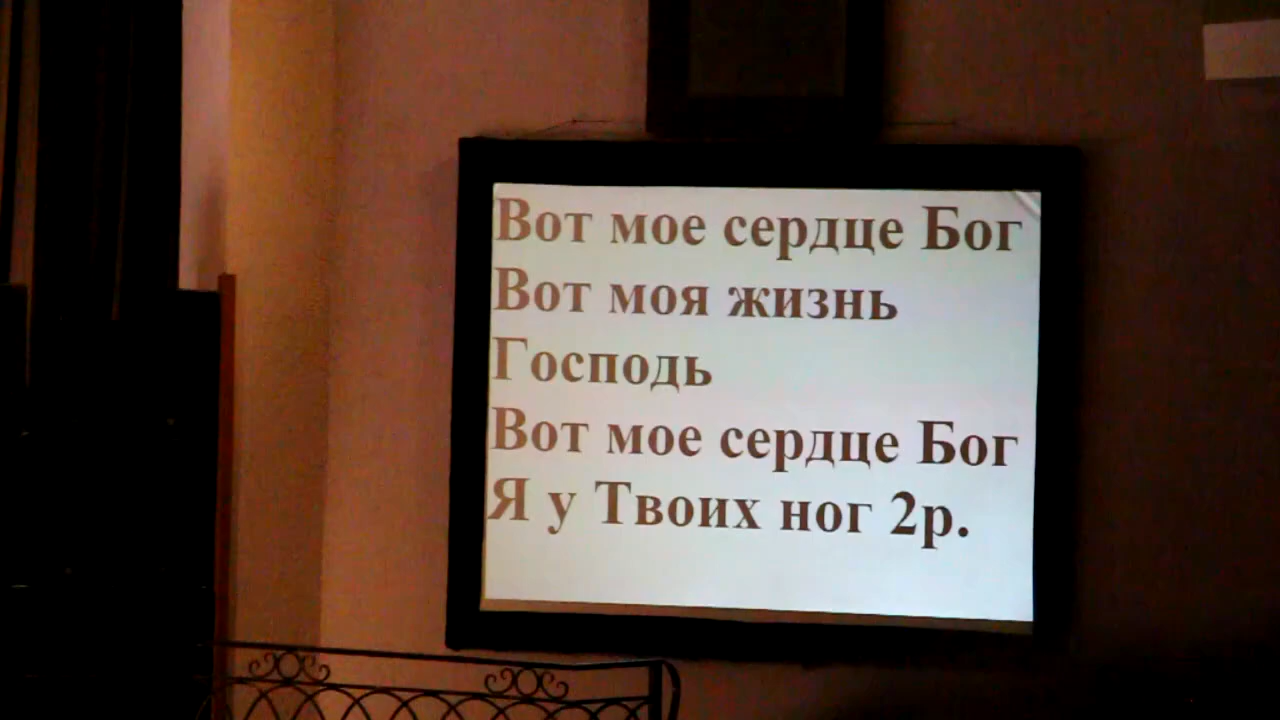 Вот мое сердце Бог
Вот моя жизнь
Господь
Вот мое сердце Бог
Я у Твоих ног 2р.